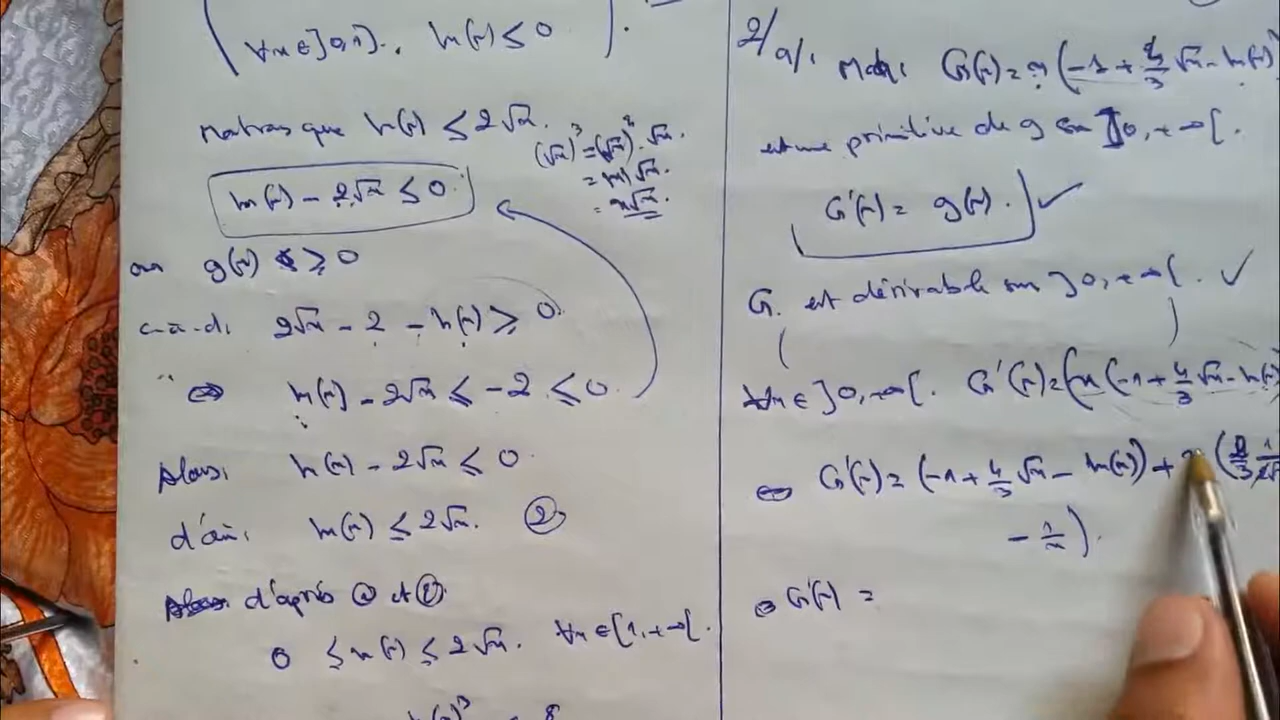 ∀x∈]0,1]. ln(x) ≤ 0
Montrons que ln(x) ≤ 2√x.
(√x)³ = (√x)².√x.
= |x|√x.
= x√x.
ln(x) - 2√x ≤ 0
on g(x) ≥ 0
c-à-d: 2√x - 2 - ln(x) ≥ 0.
⇔ ln(x) - 2√x ≤ -2 ≤ 0.
Alors: ln(x) - 2√x ≤ 0
d'où: ln(x) ≤ 2√x. ②
d'après ① et ②
0 ≤ ln(x) ≤ 2√x. ∀x∈[1,+∞[.
2/ a/. Mq: G(x) = x(-1 + 4/3 √x - ln(x))
est une primitive de g sur ]0,+∞[.
G'(x) = g(x). ✓
G est dérivable sur ]0,+∞[. ✓
∀x∈]0,+∞[. G'(x) = (x(-1 + 4/3 √x - ln(x)
⇔ G'(x) = (-1 + 4/3 √x - ln(x)) + x (
- 1/x).
⇔ G'(x) =